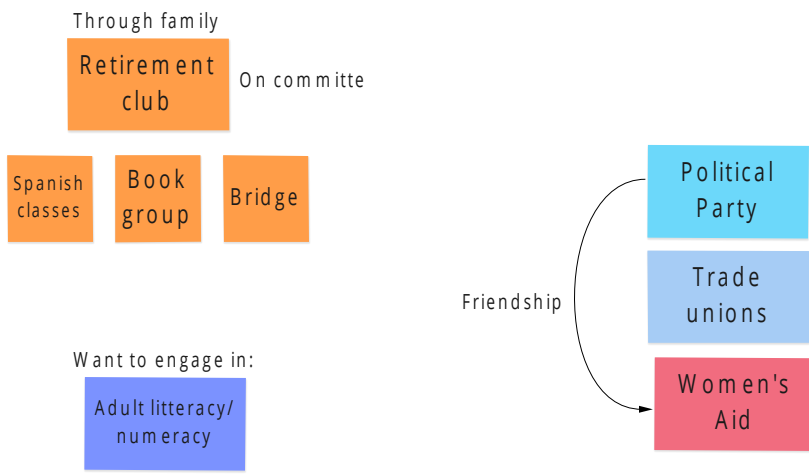 Through family
Retirement
club
On committe
Spanish
classes
Book
group
Bridge
Want to engage in:
Adult litteracy/
numeracy
Political
Party
Trade
unions
Friendship
Women's
Aid